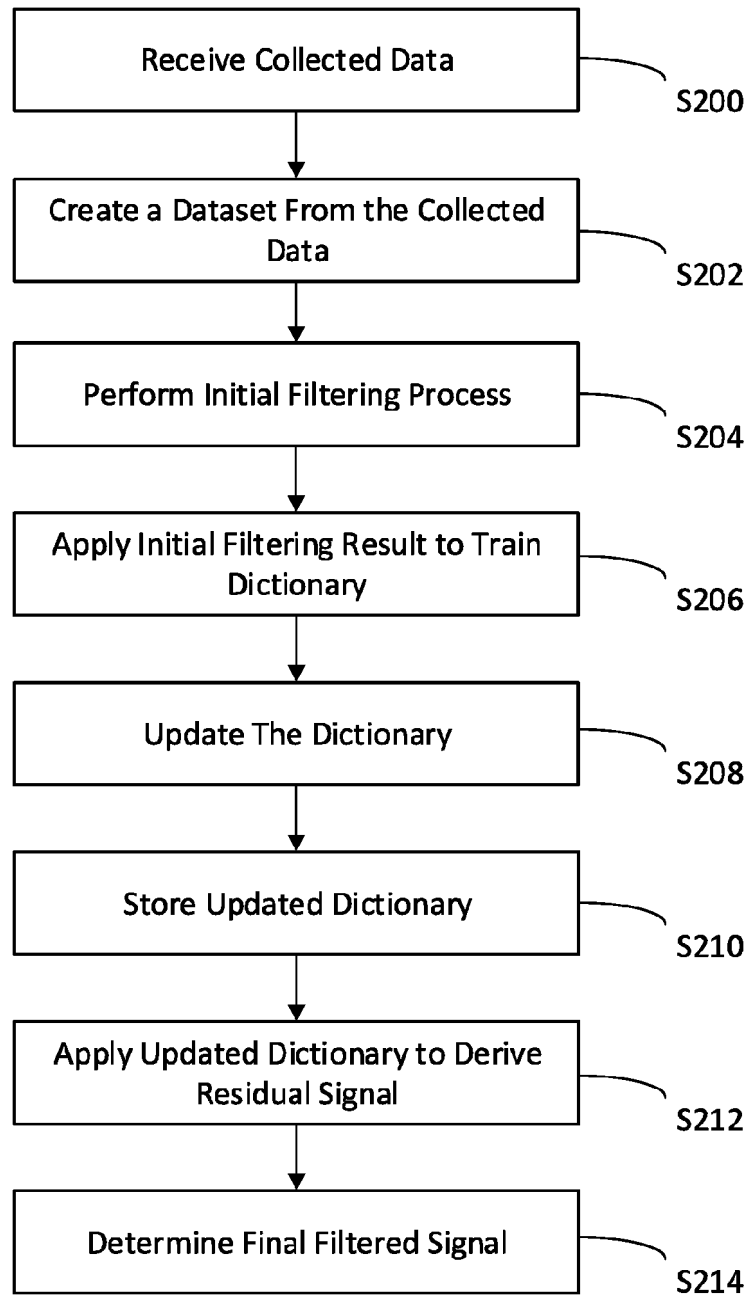 Receive Collected Data
S200
Create a Dataset From the Collected
Data
S202
Perform Initial Filtering Process
S204
Apply Initial Filtering Result to Train
Dictionary
S206
Update The Dictionary
S208
Store Updated Dictionary
S210
Apply Updated Dictionary to Derive
Residual Signal
S212
Determine Final Filtered Signal
S214